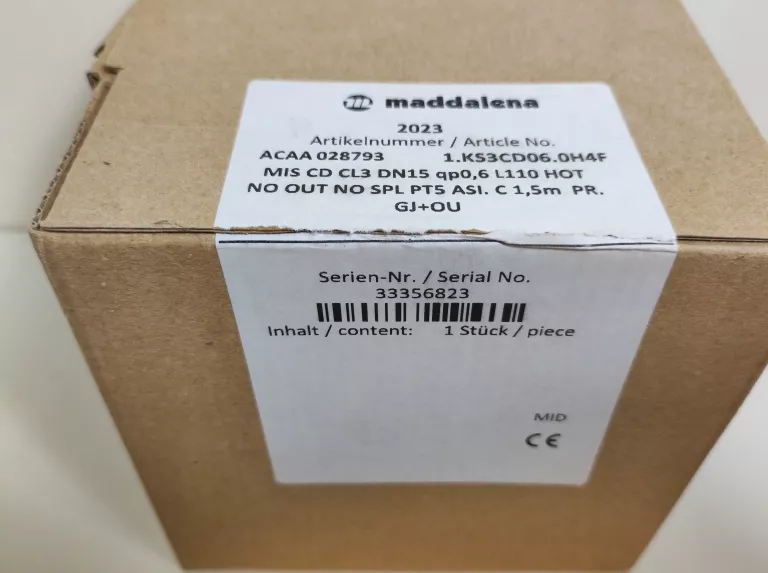 maddalena
2023
Artikelnummer / Article No.
ACAA 028793 1.KS3CD06.0H4F
MIS CD CL3 DN15 qp0,6 L110 HOT
NO OUT NO SPL PT5 ASI. C 1,5m PR.
GJ+OU
Serien-Nr. / Serial No.
33356823
Inhalt / content: 1 Stück / piece
MID
CE